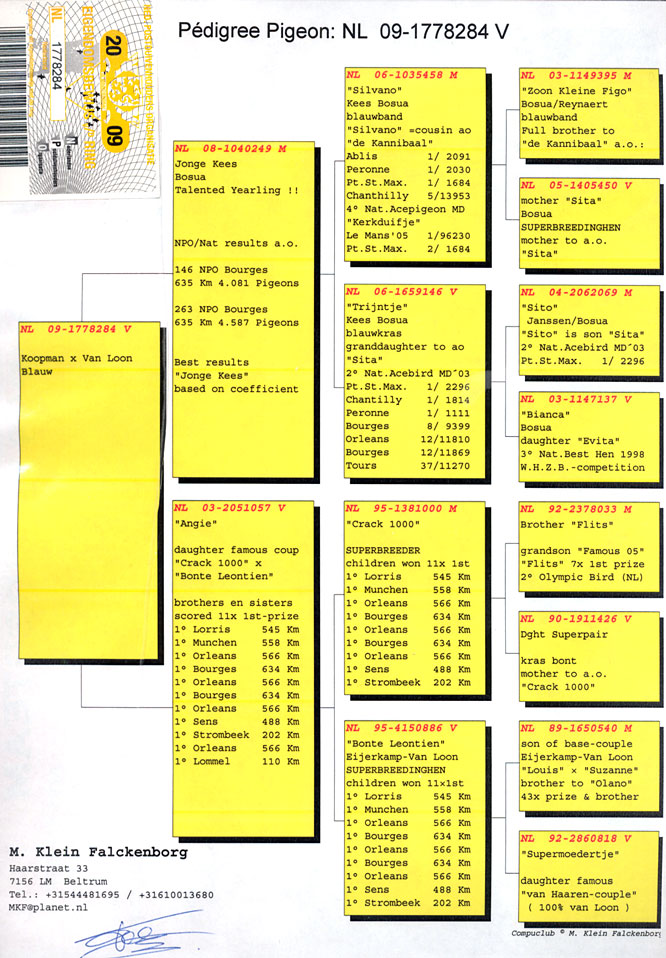 Pédigree Pigeon: NL 09-1778284 V
NL
1778284
20
09
NL 09-1778284 V
Koopman x Van Loon
Blauw
NL 08-1040249 M
Jonge Kees
Bosua
Talented Yearling !!
NPO/Nat results a.o.
146 NPO Bourges
635 Km 4.081 Pigeons
263 NPO Bourges
635 Km 4.587 Pigeons
Best results
"Jonge Kees"
based on coefficient
NL 03-2051057 V
"Angie"
daughter famous coup
"Crack 1000" x
"Bonte Leontien"
brothers en sisters
scored 11x 1st-prize
1° Lorris 545 Km
1° Munchen 558 Km
1° Orleans 566 Km
1° Bourges 634 Km
1° Orleans 566 Km
1° Bourges 634 Km
1° Orleans 566 Km
1° Sens 488 Km
1° Strombeek 202 Km
1° Orleans 566 Km
1° Lommel 110 Km
NL 06-1035458 M
"Silvano"
Kees Bosua
blauwband
"Silvano" =cousin ao
"de Kannibaal"
Ablis 1/ 2091
Peronne 1/ 2030
Pt.St.Max. 1/ 1684
Chanthilly 5/13953
4° Nat.Acepigeon MD
"Kerkduifje"
Le Mans'05 1/96230
Pt.St.Max. 2/ 1684
NL 06-1659146 V
"Trijntje"
Kees Bosua
blauwkras
granddaughter to ao
"Sita"
2° Nat.Acebird MD´03
Pt.St.Max. 1/ 2296
Chantilly 1/ 1814
Peronne 1/ 1111
Bourges 8/ 9399
Orleans 12/11810
Bourges 12/11869
Tours 37/11270
NL 95-1381000 M
"Crack 1000"
SUPERBREEDER
children won 11x 1st
1° Lorris 545 Km
1° Munchen 558 Km
1° Orleans 566 Km
1° Bourges 634 Km
1° Orleans 566 Km
1° Bourges 634 Km
1° Orleans 566 Km
1° Sens 488 Km
1° Strombeek 202 Km
NL 95-4150886 V
"Bonte Leontien"
Eijerkamp-Van Loon
SUPERBREEDINGHEN
children won 11x1st
1° Lorris 545 Km
1° Munchen 558 Km
1° Orleans 566 Km
1° Bourges 634 Km
1° Orleans 566 Km
1° Bourges 634 Km
1° Orleans 566 Km
1° Sens 488 Km
1° Strombeek 202 Km
NL 03-1149395 M
"Zoon Kleine Figo"
Bosua/Reynaert
blauwband
Full brother to
"de Kannibaal" a.o.:
NL 05-1405450 V
mother "Sita"
Bosua
SUPERBREEDINGHEN
mother to a.o.
"Sita"
NL 04-2062069 M
"Sito"
Janssen/Bosua
"Sito" is son "Sita"
2° Nat.Acebird MD´03
Pt.St.Max. 1/ 2296
NL 03-1147137 V
"Bianca"
Bosua
daughter "Evita"
3° Nat.Best Hen 1998
W.H.Z.B.-competition
NL 92-2378033 M
Brother "Flits"
grandson "Famous 05"
"Flits" 7x 1st prize
2° Olympic Bird (NL)
NL 90-1911426 V
Dght Superpair
kras bont
mother to a.o.
"Crack 1000"
NL 89-1650540 M
son of base-couple
Eijerkamp-Van Loon
"Louis" × "Suzanne"
brother to "Olano"
43x prize & brother
NL 92-2860818 V
"Supermoedertje"
daughter famous
"van Haaren-couple"
( 100% van Loon )
M. Klein Falckenborg
Haarstraat 33
7156 LM Beltrum
Tel.: +31544481695 / +31610013680
MKF@planet.nl
Compuclub © M. Klein Falckenborg